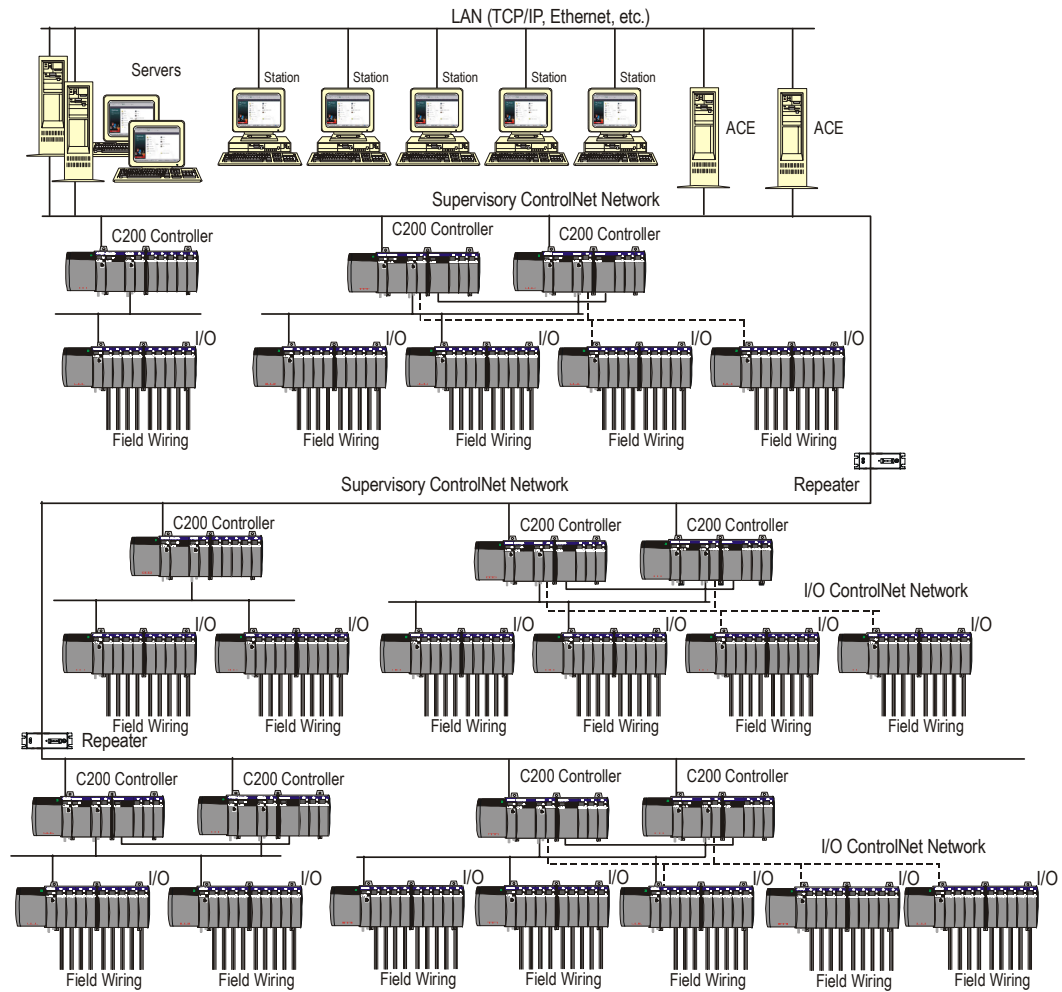 LAN (TCP/IP, Ethernet, etc.)
Servers
Station
Station
Station
Station
Station
ACE
ACE
Supervisory ControlNet Network
C200 Controller
C200 Controller
C200 Controller
I/O
I/O
I/O
I/O
I/O
Field Wiring
Field Wiring
Field Wiring
Field Wiring
Field Wiring
Supervisory ControlNet Network
Repeater
C200 Controller
C200 Controller
C200 Controller
I/O ControlNet Network
I/O
I/O
I/O
I/O
I/O
I/O
Field Wiring
Field Wiring
Field Wiring
Field Wiring
Field Wiring
Field Wiring
Repeater
C200 Controller
C200 Controller
C200 Controller
C200 Controller
I/O ControlNet Network
I/O
I/O
I/O
I/O
I/O
I/O
I/O
Field Wiring
Field Wiring
Field Wiring
Field Wiring
Field Wiring
Field Wiring
Field Wiring